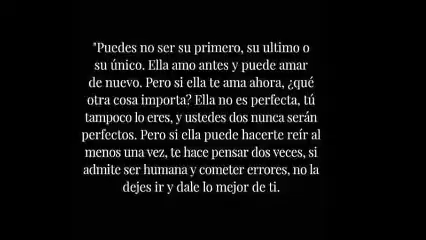 "Puedes no ser su primero, su ultimo o
su único. Ella amo antes y puede amar
de nuevo. Pero si ella te ama ahora, ¿qué
otra cosa importa? Ella no es perfecta, tú
tampoco lo eres, y ustedes dos nunca serán
perfectos. Pero si ella puede hacerte reír al
menos una vez, te hace pensar dos veces, si
admite ser humana y cometer errores, no la
dejes ir y dale lo mejor de ti.